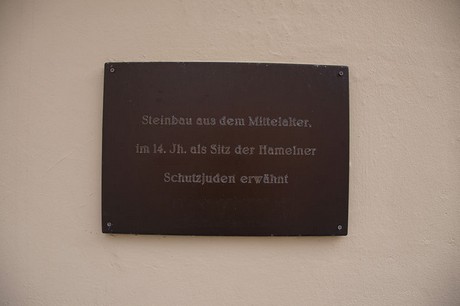 Steinbau aus dem Mittelalter,
im 14. Jh. als Sitz der Hamelner
Schutzjuden erwähnt